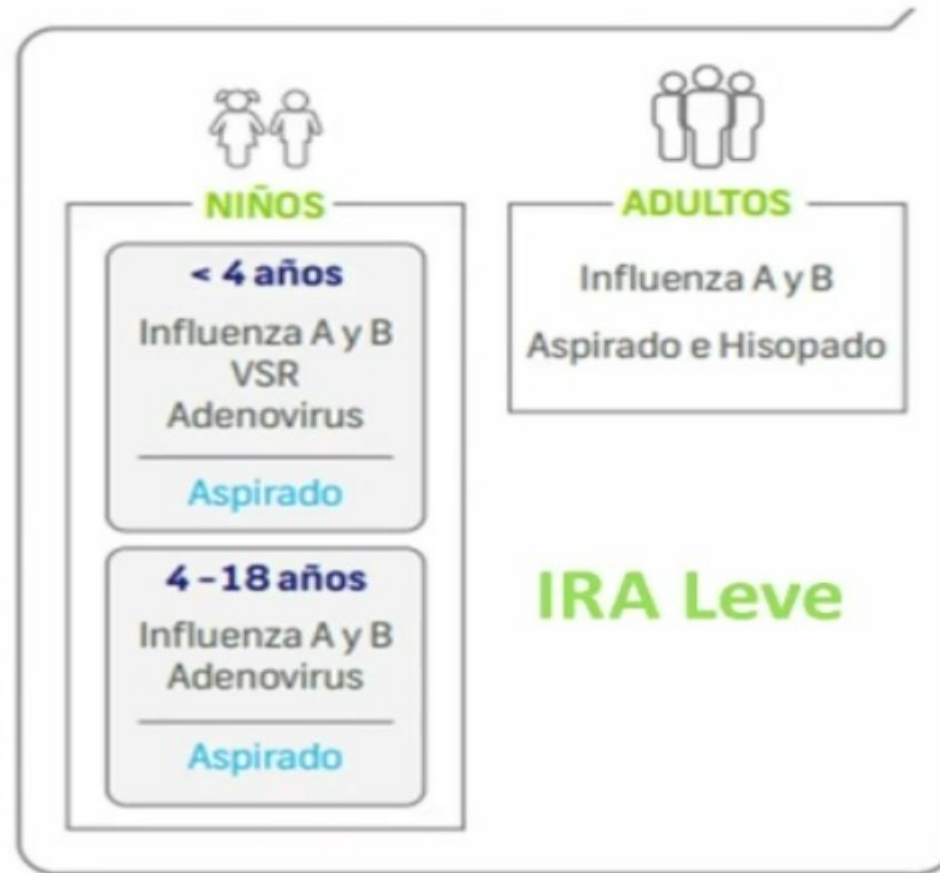 NIÑOS
< 4 años
Influenza A y B
VSR
Adenovirus
Aspirado
4 – 18 años
Influenza A y B
Adenovirus
Aspirado
ADULTOS
Influenza A y B
Aspirado e Hisopado
IRA Leve